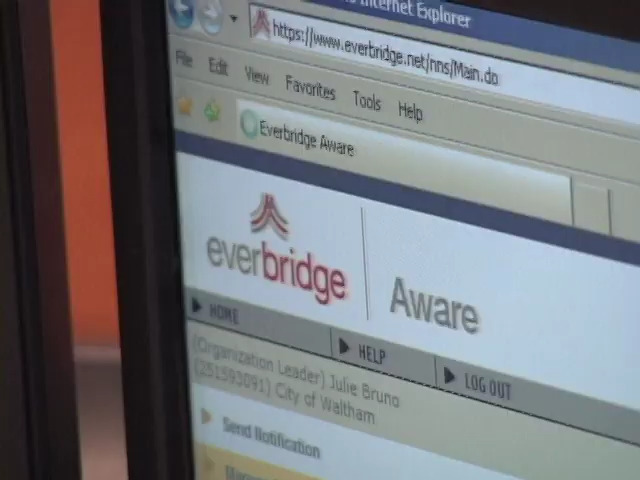 Internet Explorer
https://www.everbridge.net/nns/Main.do
File Edit View Favorites Tools Help
Everbridge Aware
everbridge Aware
HOME HELP LOG OUT
(Organization Leader) Julie Bruno
(251593091) City of Waltham
Send Notification